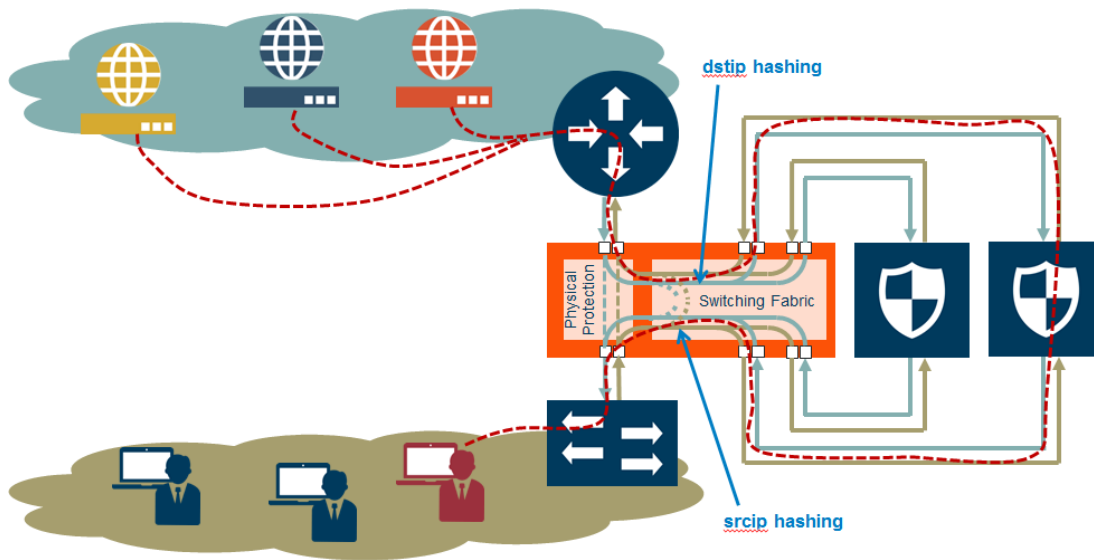 dstip hashing
Physical
Protection
Switching Fabric
srcip hashing